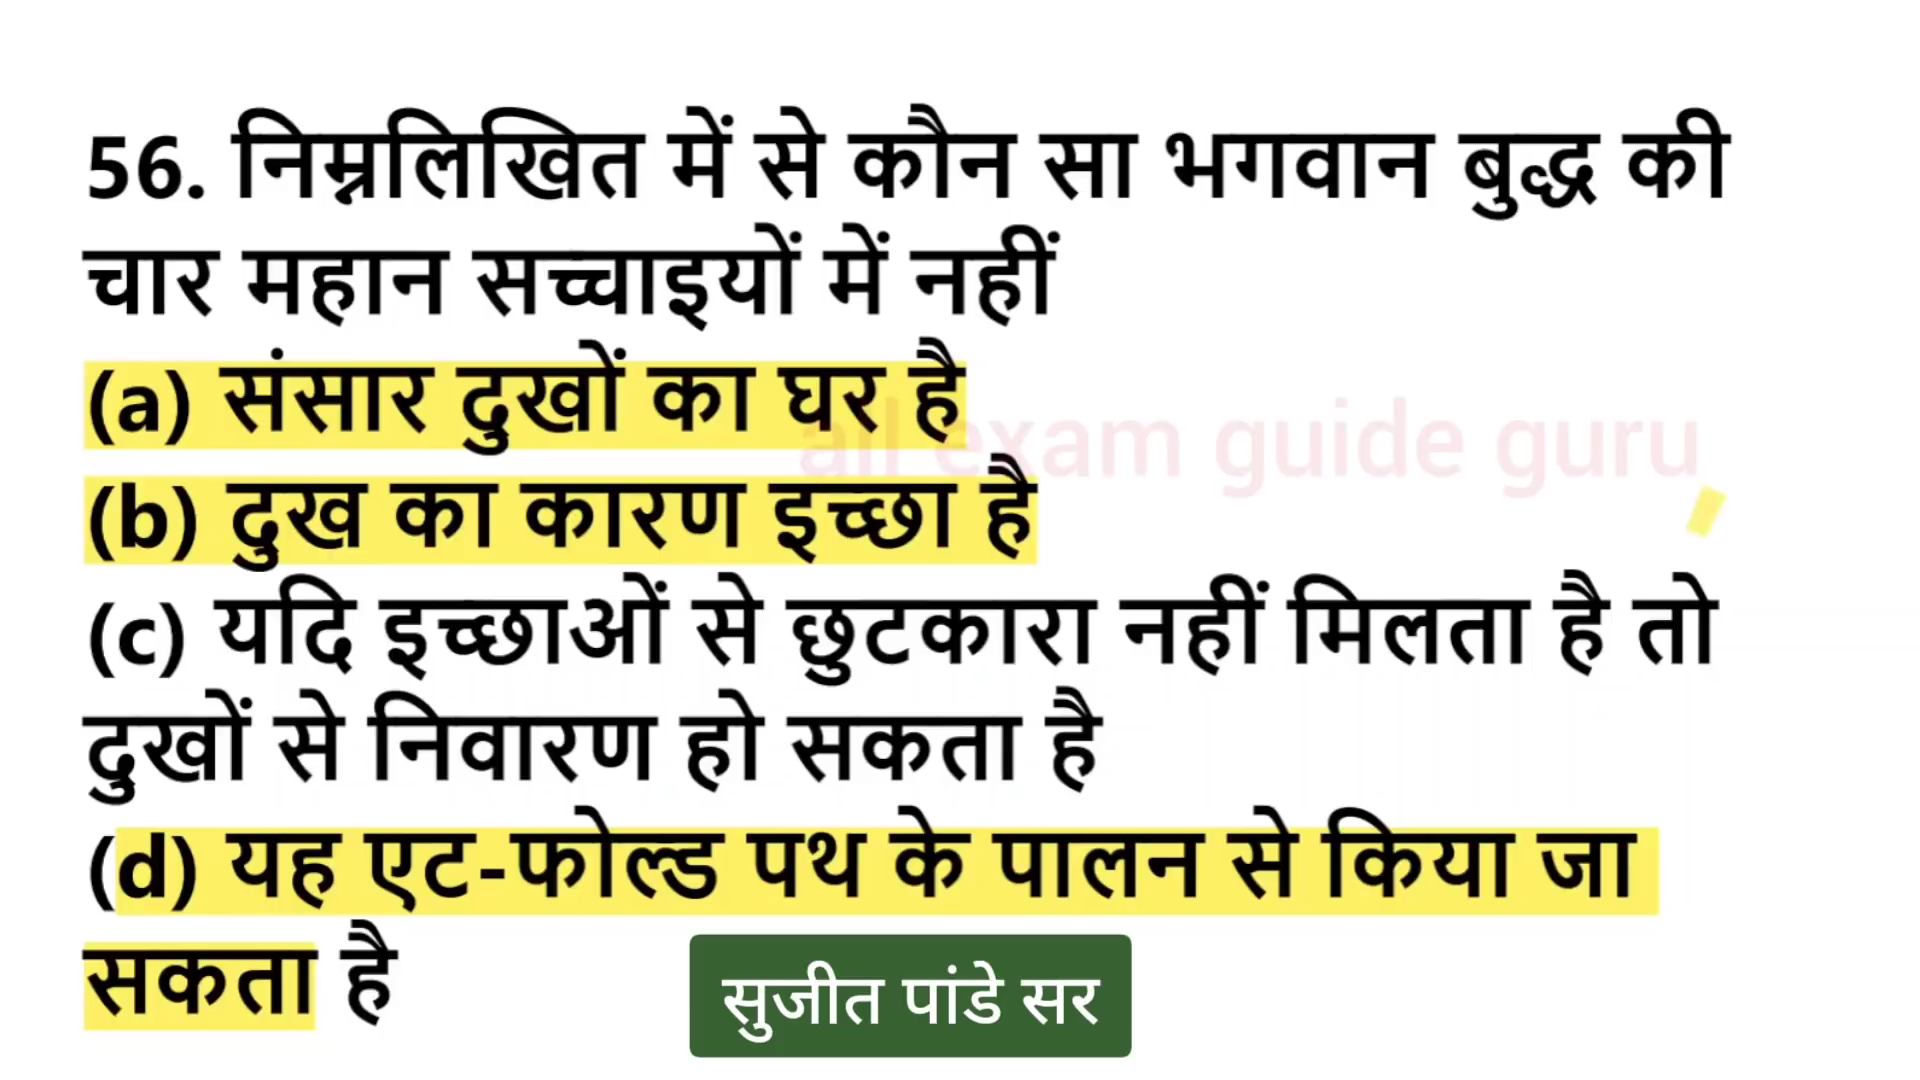 56. निम्नलिखित में से कौन सा भगवान बुद्ध की
चार महान सच्चाइयों में नहीं
(a) संसार दुखों का घर है
all exam guide guru
(b) दुख का कारण इच्छा है
(c) यदि इच्छाओं से छुटकारा नहीं मिलता है तो
दुखों से निवारण हो सकता है
(d) यह एट-फोल्ड पथ के पालन से किया जा
सकता है
सुजीत पांडे सर